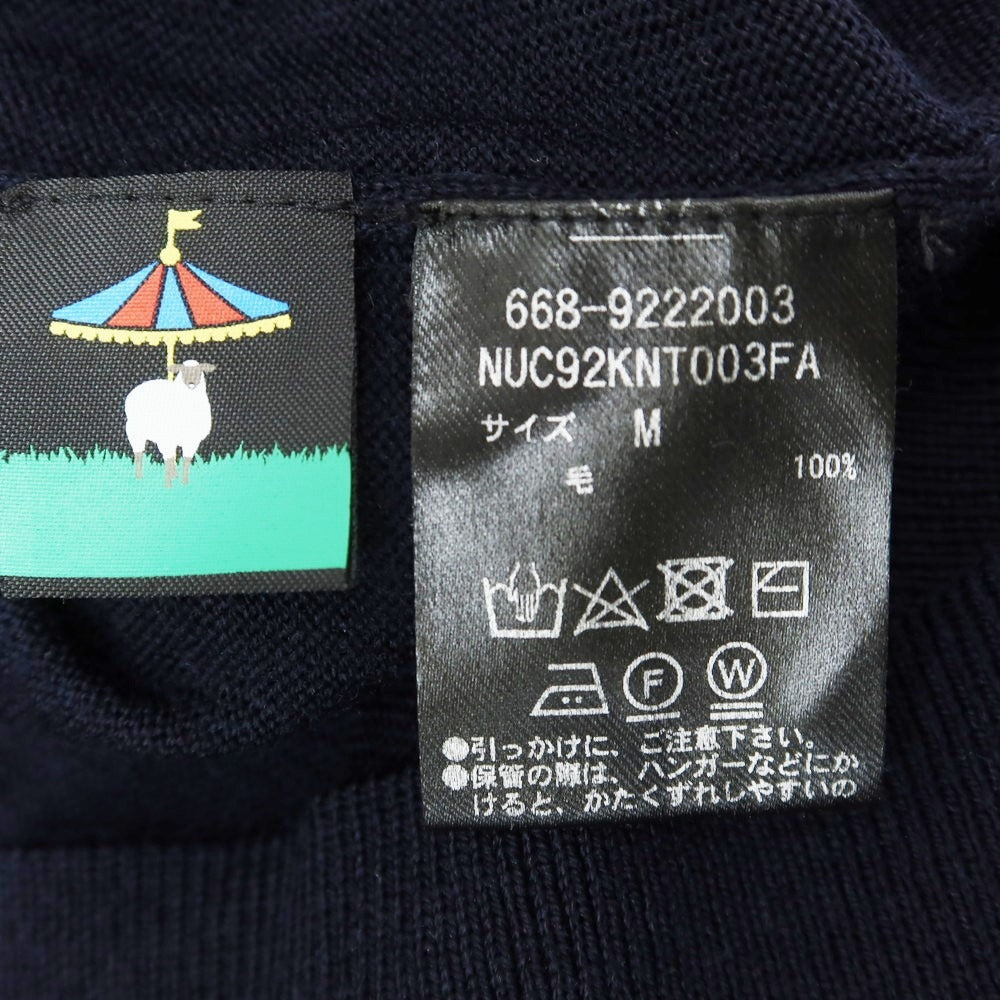 668-9222003
NUC92KNT003FA
サイズ M
毛 100%
F W
●引っかけに、ご注意下さい。
●保管の際は、ハンガーなどにか
けると、かたくずれしやすいの